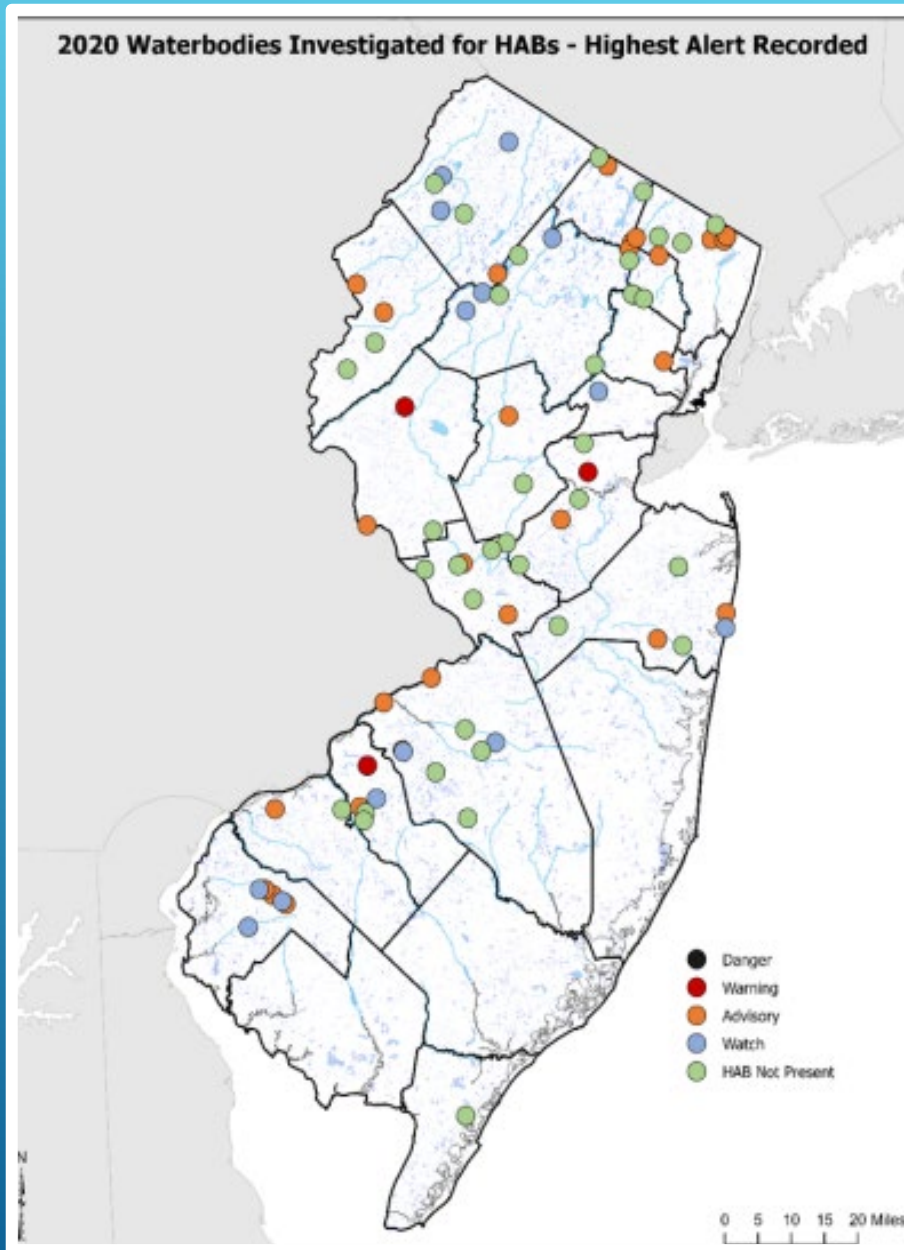 2020 Waterbodies Investigated for HABs - Highest Alert Recorded
Danger
Warning
Advisory
Watch
HAB Not Present
N
0 5 10 15 20 Miles